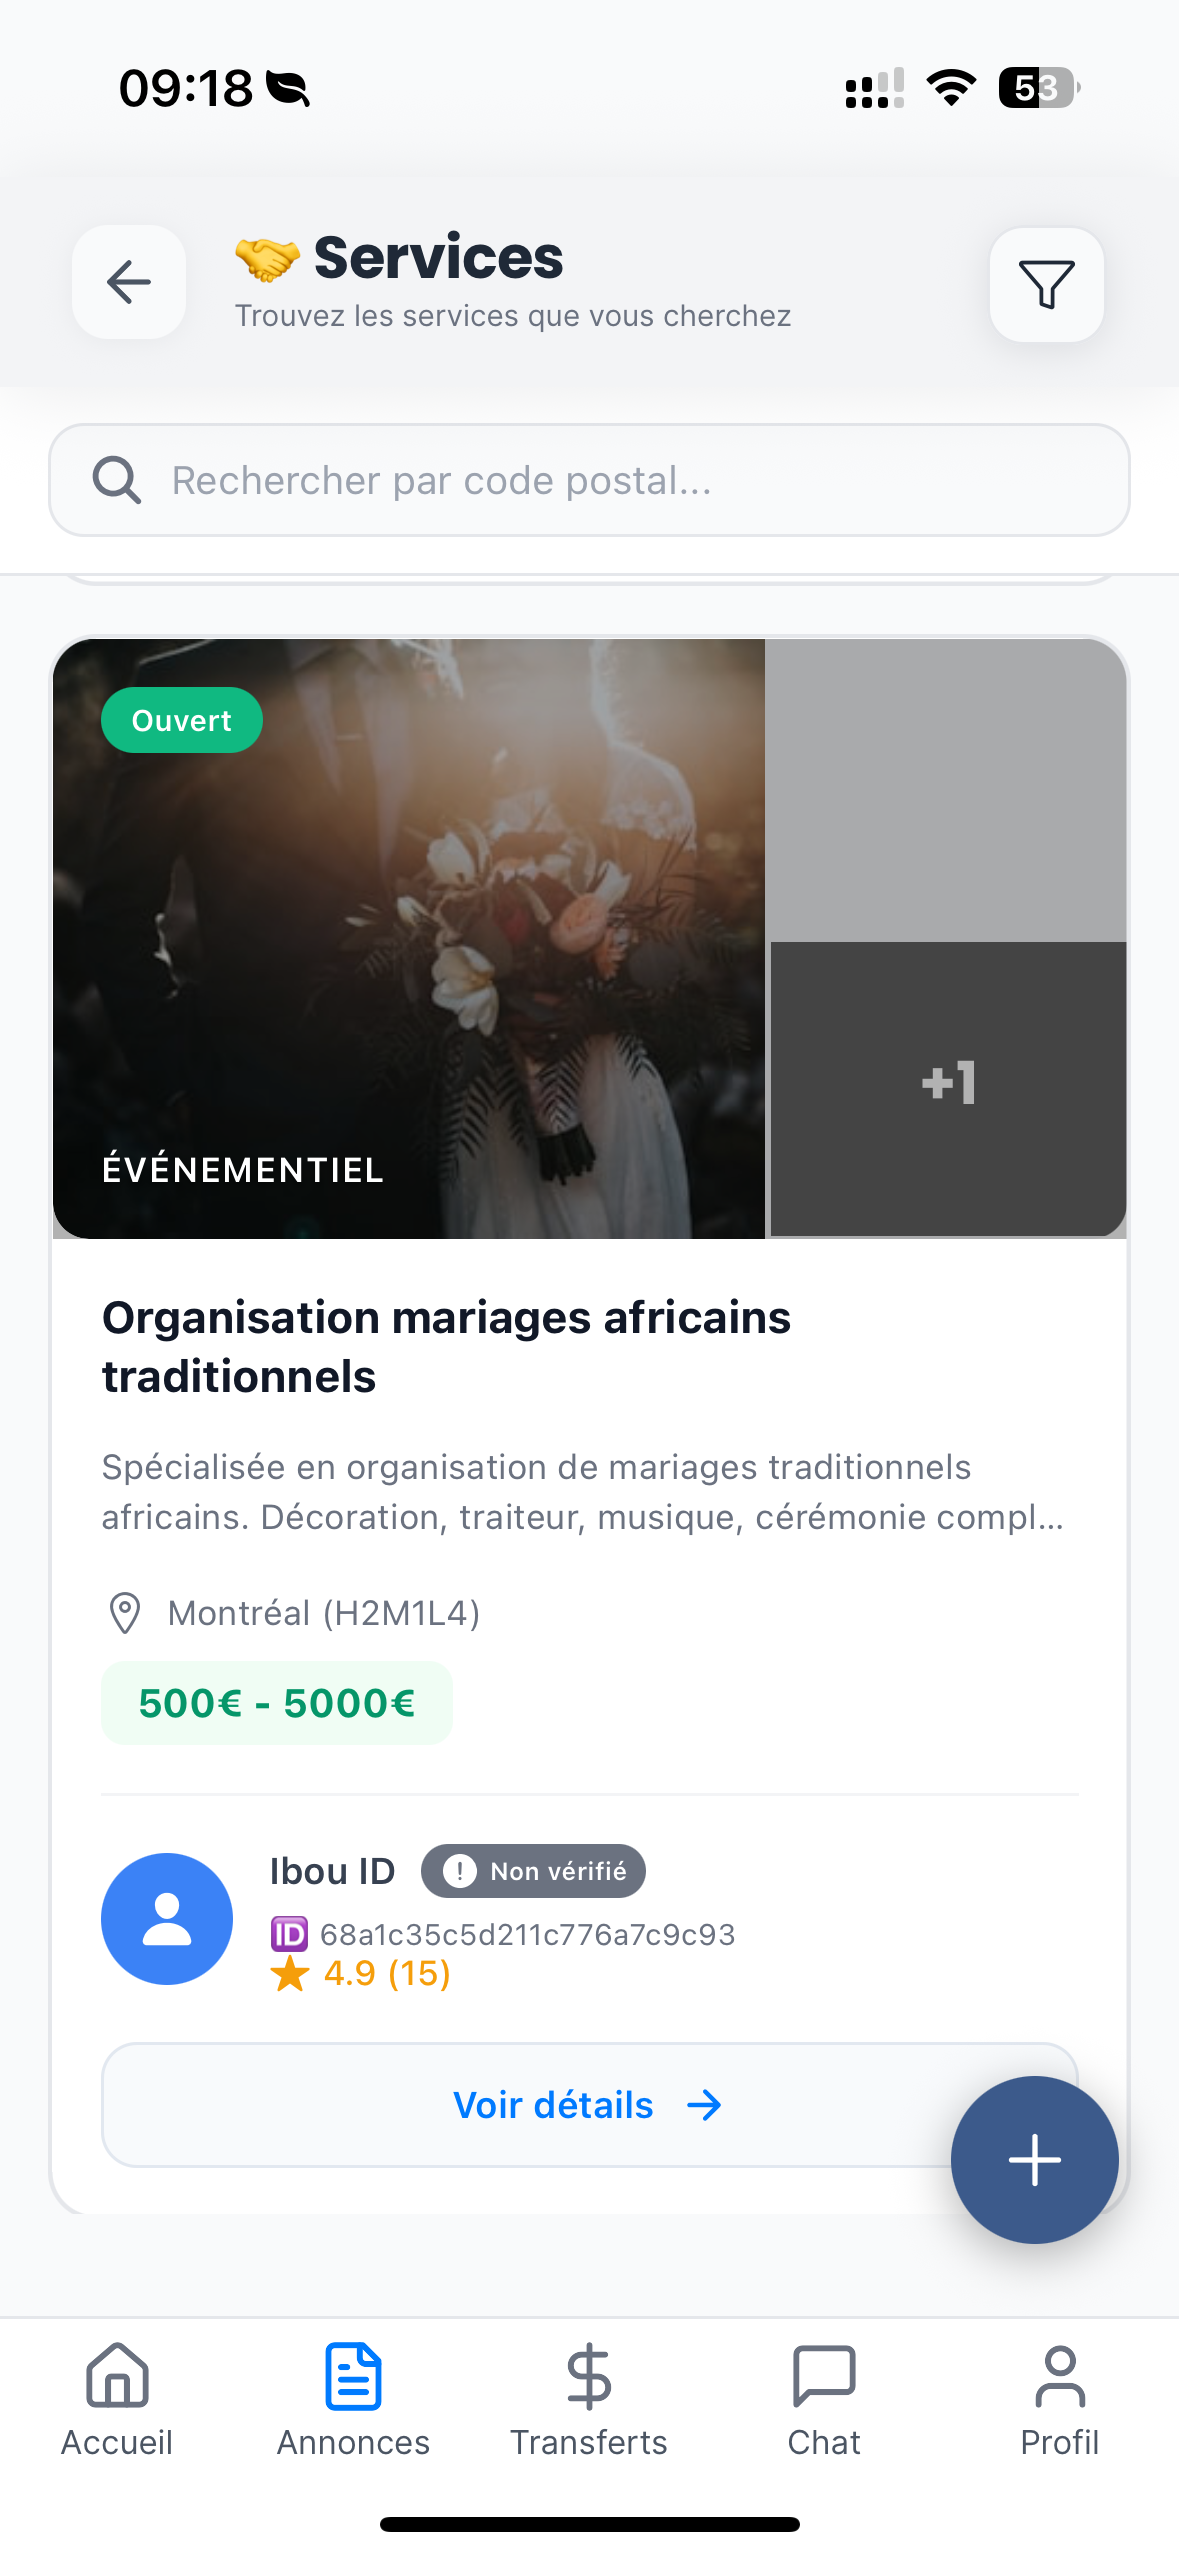 09:18
53
Services
Trouvez les services que vous cherchez
Rechercher par code postal...
Ouvert
+1
ÉVÉNEMENTIEL
Organisation mariages africains
traditionnels
Spécialisée en organisation de mariages traditionnels
africains. Décoration, traiteur, musique, cérémonie compl...
Montréal (H2M1L4)
500€ - 5000€
Ibou ID
! Non vérifié
🆔 68a1c35c5d211c776a7c9c93
4.9 (15)
Voir détails →
Accueil
Annonces
Transferts
Chat
Profil